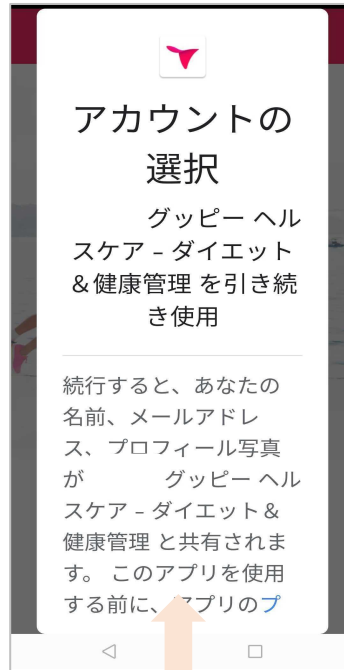 アカウントの
選択
グッピー ヘル
スケア – ダイエット
＆健康管理 を引き続
き使用
続行すると、あなたの
名前、メールアドレ
ス、プロフィール写真
が グッピー ヘル
スケア – ダイエット＆
健康管理 と共有されま
す。 このアプリを使用
する前に、アプリのプ